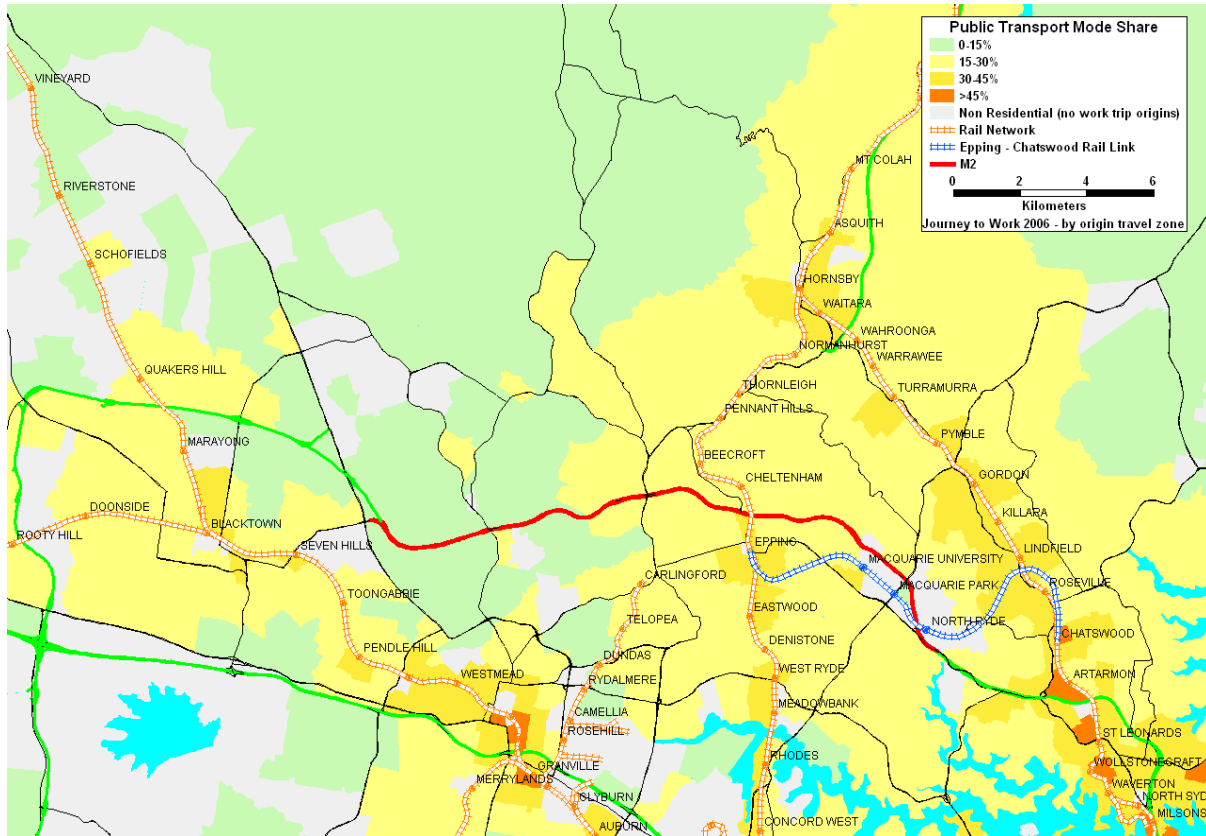 Public Transport Mode Share
0-15%
15-30%
30-45%
>45%
Non Residential (no work trip origins)
Rail Network
Epping - Chatswood Rail Link
M2
0 2 4 6
Kilometers
Journey to Work 2006 - by origin travel zone
VINEYARD
MT COLAH
RIVERSTONE
ASQUITH
SCHOFIELDS
HORNSBY
WAITARA
WAHROONGA
NORMANHURST
WARRAWEE
QUAKERS HILL
THORNLEIGH
TURRAMURRA
PENNANT HILLS
MARAYONG
PYMBLE
BEECROFT
GORDON
CHELTENHAM
DOONSIDE
KILLARA
BLACKTOWN
ROOTY HILL
SEVEN HILLS
EPPING
LINDFIELD
MACQUARIE UNIVERSITY
CARLINGFORD
MACQUARIE PARK
ROSEVILLE
TOONGABBIE
EASTWOOD
TELOPEA
NORTH RYDE
CHATSWOOD
DENISTONE
PENDLE HILL
DUNDAS
WEST RYDE
WESTMEAD
ARTARMON
RYDALMERE
MEADOWBANK
CAMELLIA
ROSEHILL
ST LEONARDS
RHODES
GRANVILLE
WOLLSTONEGRAFT
MERRYLANDS
WAVERTON
CLYBURN
NORTH SYD
MILSONS
CONCORD WEST
AUBURN